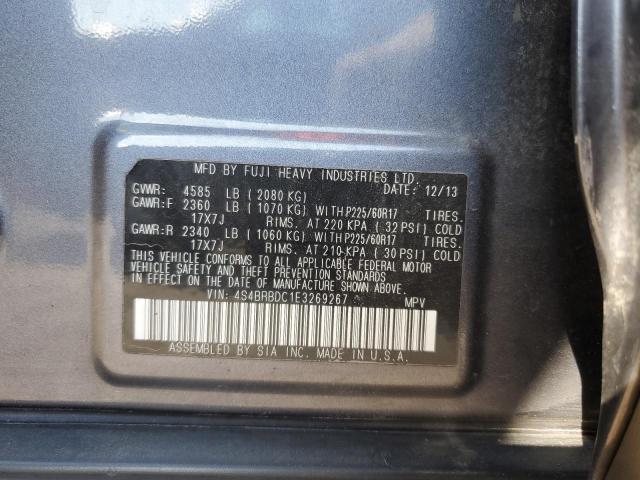 MFD BY FUJI HEAVY INDUSTRIES LTD.
DATE: 12/13
GVWR: 4585 LB ( 2080 KG)
GAWR:F 2360 LB ( 1070 KG) WITH P225/60R17 TIRES.
17X7J RIMS. AT 220 KPA ( 32 PSI) COLD
GAWR:R 2340 LB ( 1060 KG) WITH P225/60R17 TIRES.
17X7J RIMS. AT 210 KPA ( 30 PSI) COLD
THIS VEHICLE CONFORMS TO ALL APPLICABLE FEDERAL MOTOR
VEHICLE SAFETY AND THEFT PREVENTION STANDARDS
IN EFFECT ON THE DATE OF MANUFACTURE SHOWN ABOVE.
VIN: 4S4BRBDC1E3269267 MPV
ASSEMBLED BY SIA INC. MADE IN U.S.A.